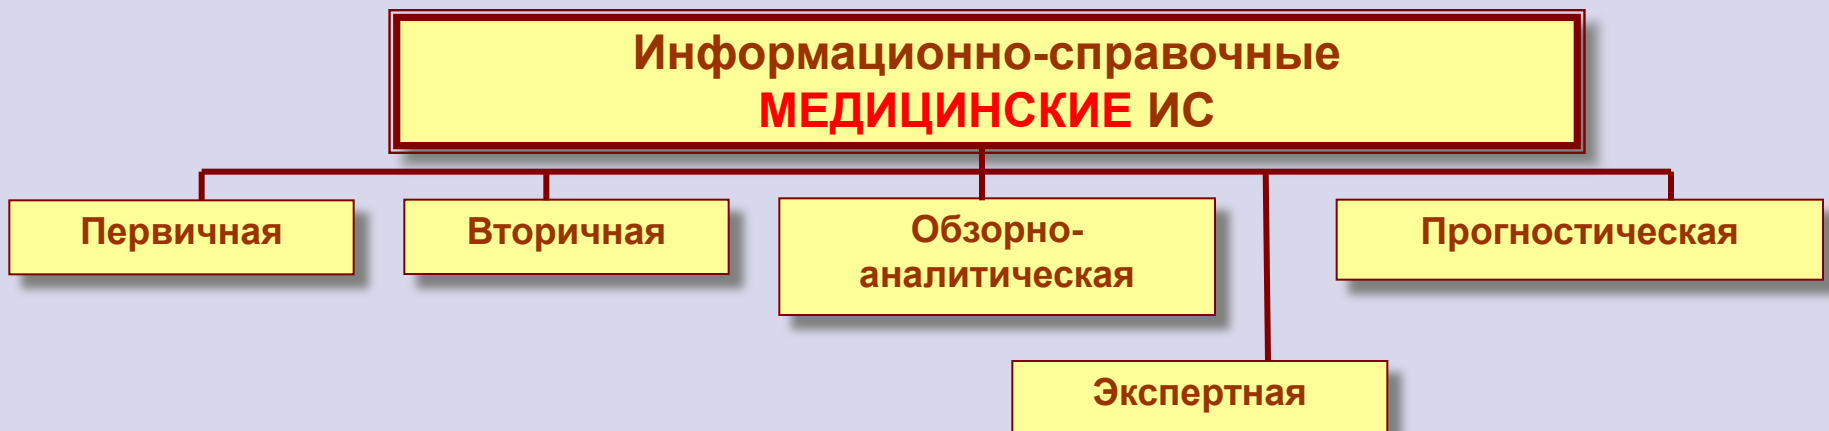 Информационно-справочные
МЕДИЦИНСКИЕ ИС
Первичная
Вторичная
Обзорно-
аналитическая
Прогностическая
Экспертная